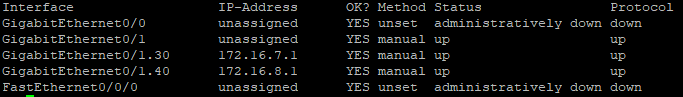 Interface IP-Address OK? Method Status Protocol
GigabitEthernet0/0 unassigned YES unset administratively down down
GigabitEthernet0/1 unassigned YES manual up up
GigabitEthernet0/1.30 172.16.7.1 YES manual up up
GigabitEthernet0/1.40 172.16.8.1 YES manual up up
FastEthernet0/0/0 unassigned YES unset administratively down down